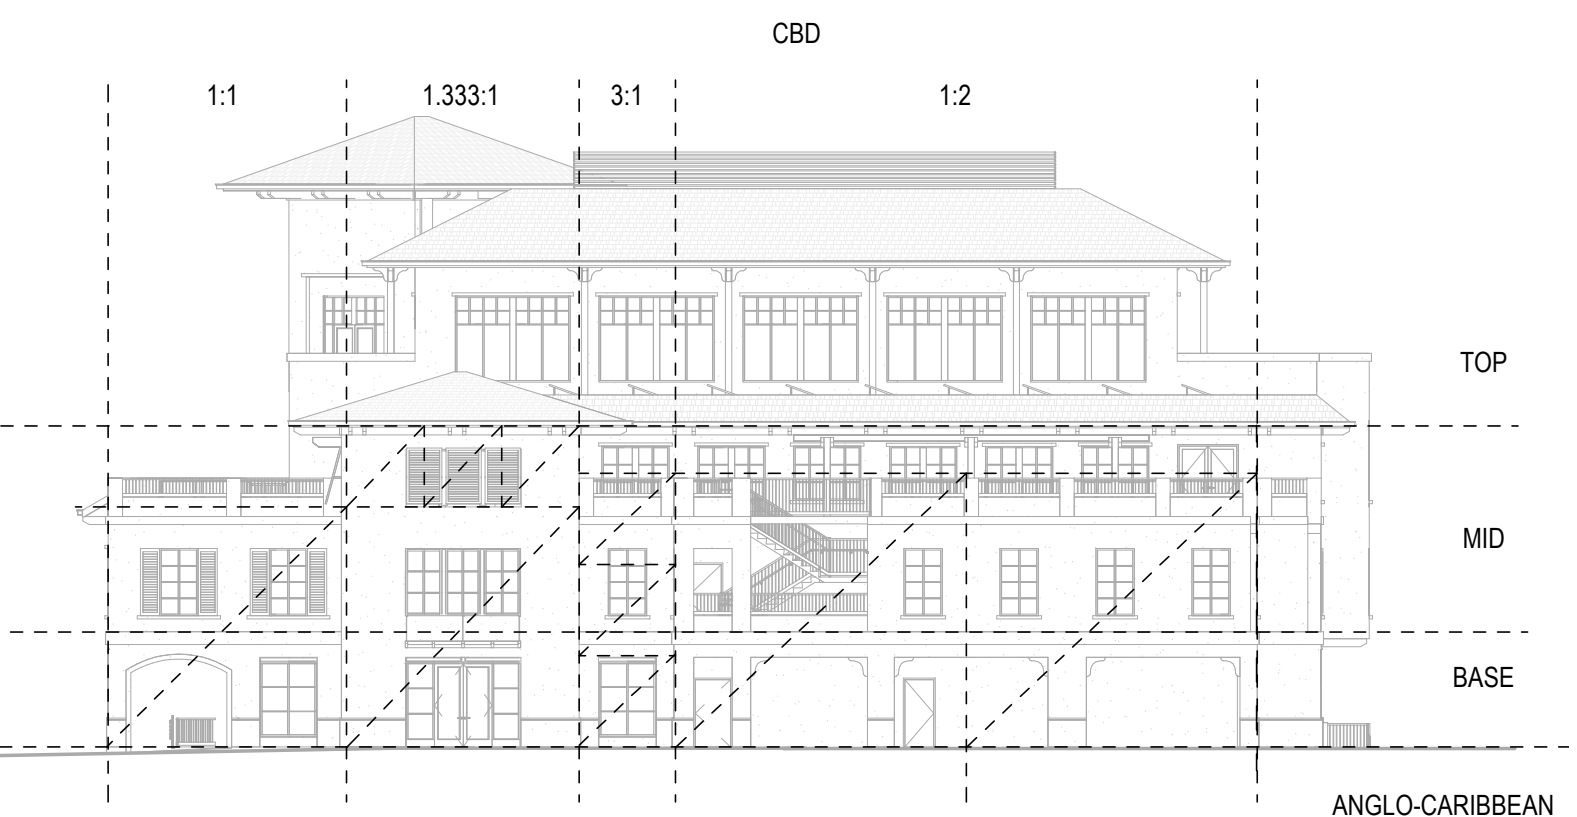 CBD
1:1
1.333:1
3:1
1:2
TOP
MID
BASE
ANGLO-CARIBBEAN